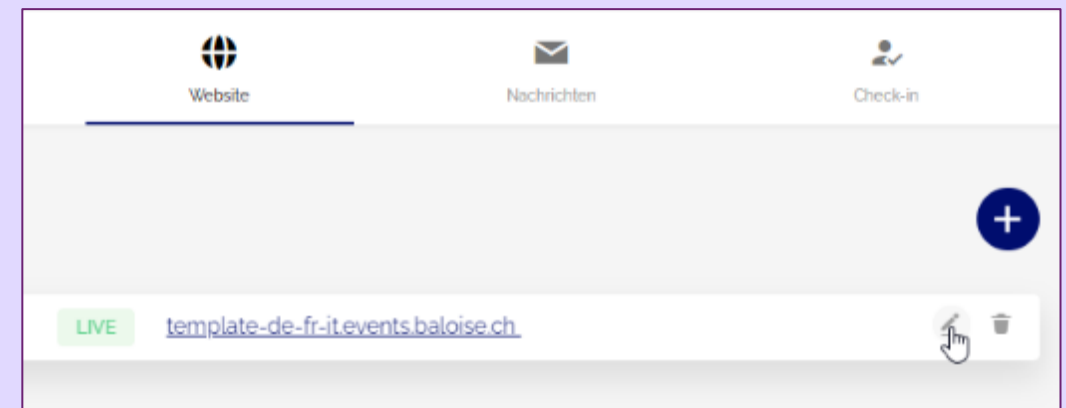 Website
Nachrichten
Check-in
LIVE
template-de-fr-it.events.baloise.ch